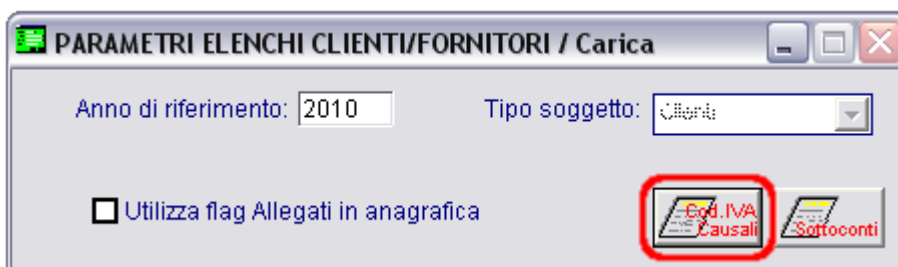 PARAMETRI ELENCHI CLIENTI/FORNITORI / Carica
Anno di riferimento: 2010 Tipo soggetto: Clienti
Utilizza flag Allegati in anagrafica
Cod.IVA
Causali
Sottoconti